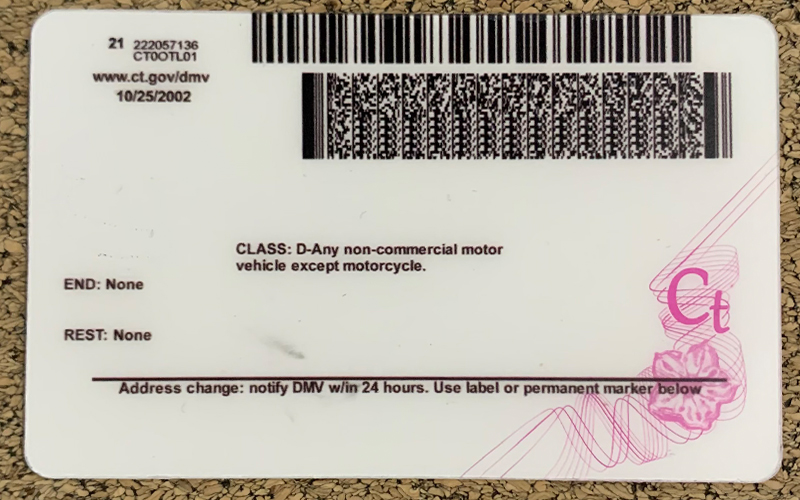 21 222057136
CT0OTL01
www.ct.gov/dmv
10/25/2002
CLASS: D-Any non-commercial motor
vehicle except motorcycle.
END: None
REST: None
Ct
Address change: notify DMV w/in 24 hours. Use label or permanent marker below